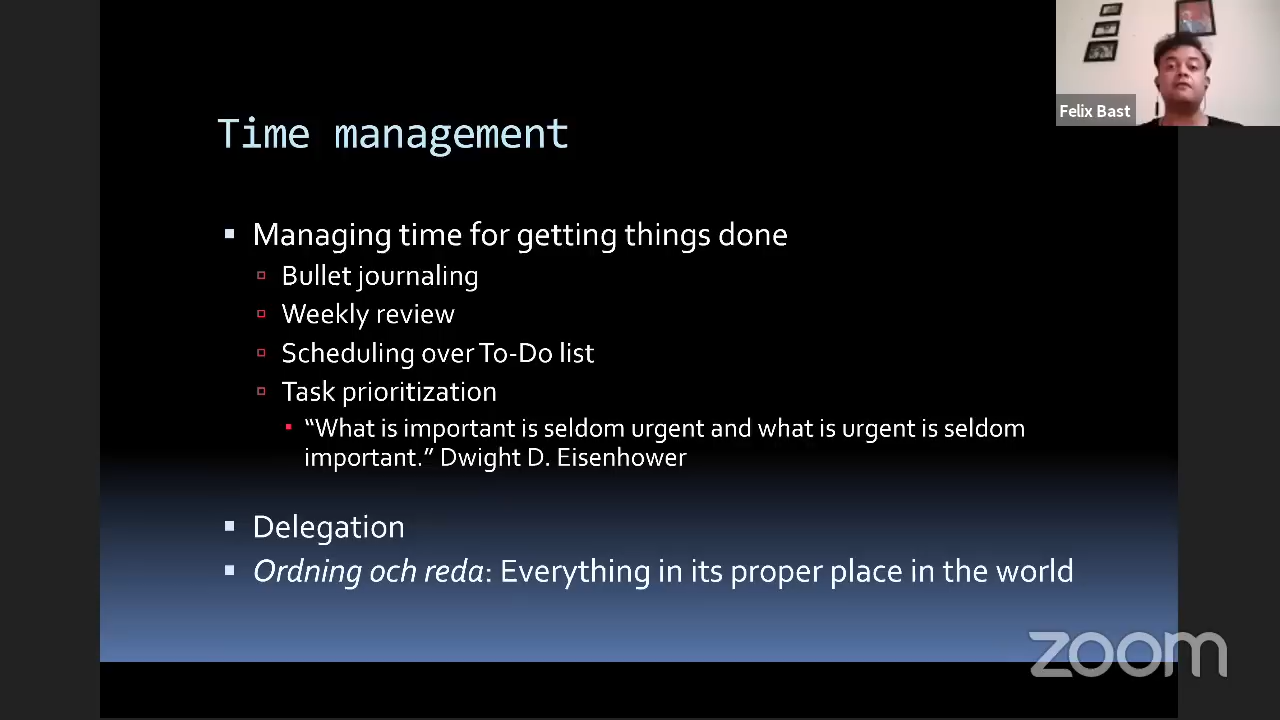 Felix Bast
Time management
Managing time for getting things done
Bullet journaling
Weekly review
Scheduling over To-Do list
Task prioritization
“What is important is seldom urgent and what is urgent is seldom
important.” Dwight D. Eisenhower
Delegation
Ordning och reda: Everything in its proper place in the world
zoom